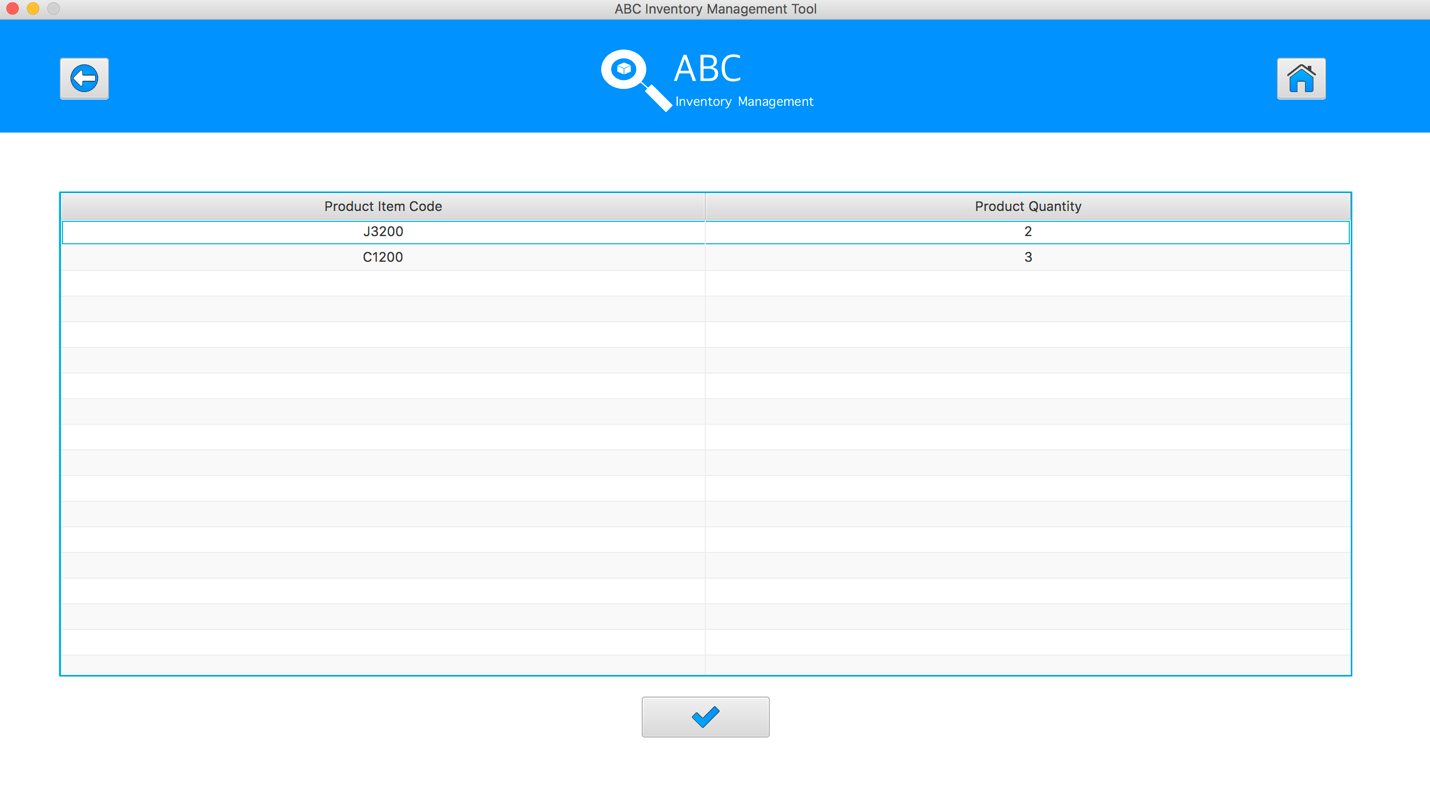 ABC Inventory Management Tool
ABC
Inventory Management
Product Item Code Product Quantity
J3200 2
C1200 3